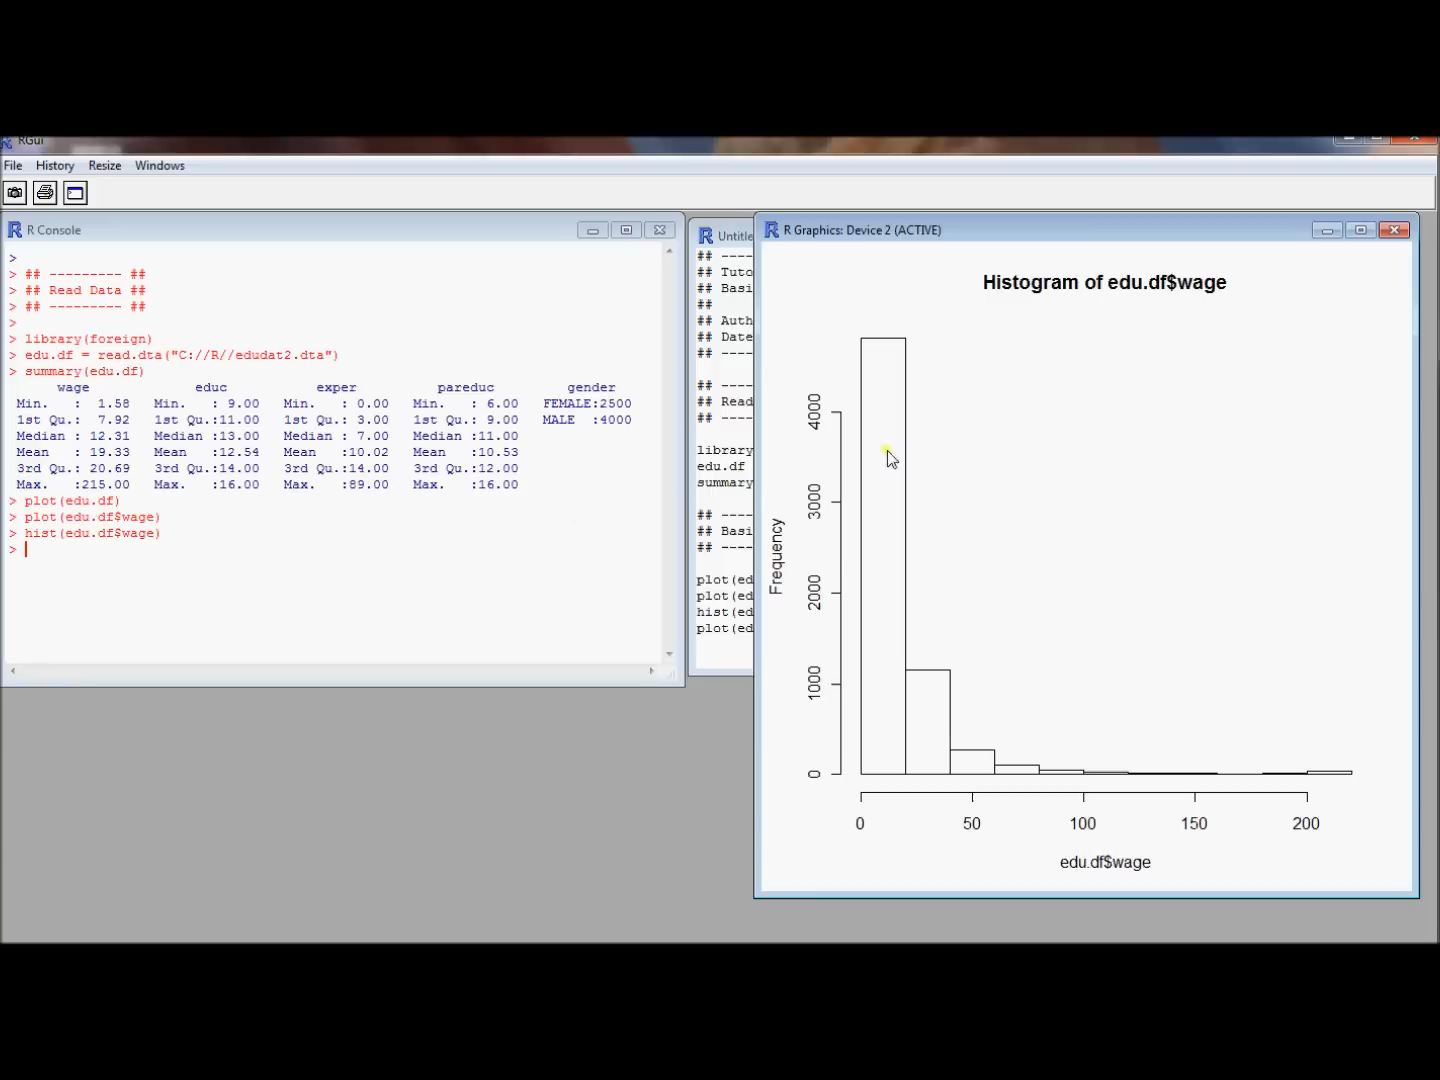 RGui
File History Resize Windows
R Console
>
> ## --------- ##
> ## Read Data ##
> ## --------- ##
>
> library(foreign)
> edu.df = read.dta("C://R//edudat2.dta")
> summary(edu.df)
wage educ exper pareduc gender
Min. : 1.58 Min. : 9.00 Min. : 0.00 Min. : 6.00 FEMALE:2500
1st Qu.: 7.92 1st Qu.:11.00 1st Qu.: 3.00 1st Qu.: 9.00 MALE :4000
Median : 12.31 Median :13.00 Median : 7.00 Median :11.00
Mean : 19.33 Mean :12.54 Mean :10.02 Mean :10.53
3rd Qu.: 20.69 3rd Qu.:14.00 3rd Qu.:14.00 3rd Qu.:12.00
Max. :215.00 Max. :16.00 Max. :89.00 Max. :16.00
> plot(edu.df)
> plot(edu.df$wage)
> hist(edu.df$wage)
>
Untitle
## ----
## Tuto
## Basi
##
## Auth
## Date
## ----
## ----
## Read
## ----
library
edu.df
summary
## ----
## Basi
## ----
plot(ed
plot(ed
hist(ed
plot(ed
R Graphics: Device 2 (ACTIVE)
Histogram of edu.df$wage
Frequency
4000
3000
2000
1000
0
0 50 100 150 200
edu.df$wage